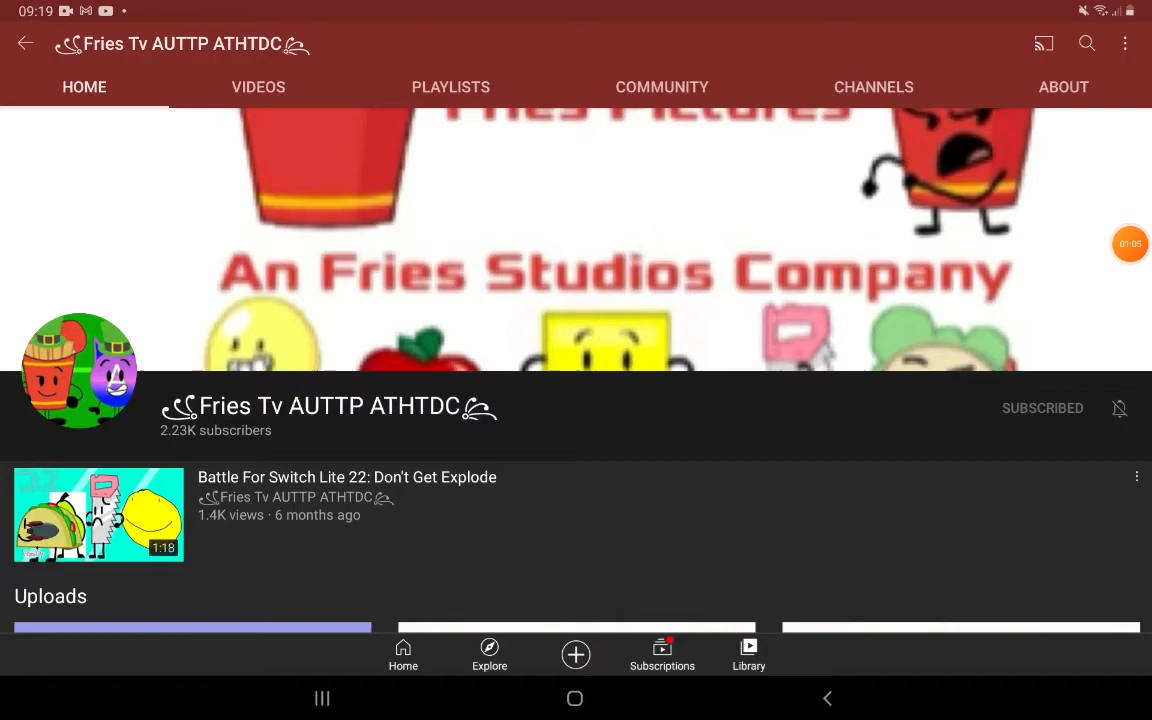 09:19
꧁Fries Tv AUTTP ATHTDC꧂
HOME VIDEOS PLAYLISTS COMMUNITY CHANNELS ABOUT
Fries Pictures
An Fries Studios Company
01:05
꧁Fries Tv AUTTP ATHTDC꧂
2.23K subscribers
SUBSCRIBED
Battle For Switch Lite 22: Don't Get Explode
꧁Fries Tv AUTTP ATHTDC꧂
1.4K views · 6 months ago
1:18
Uploads
Home Explore Subscriptions Library